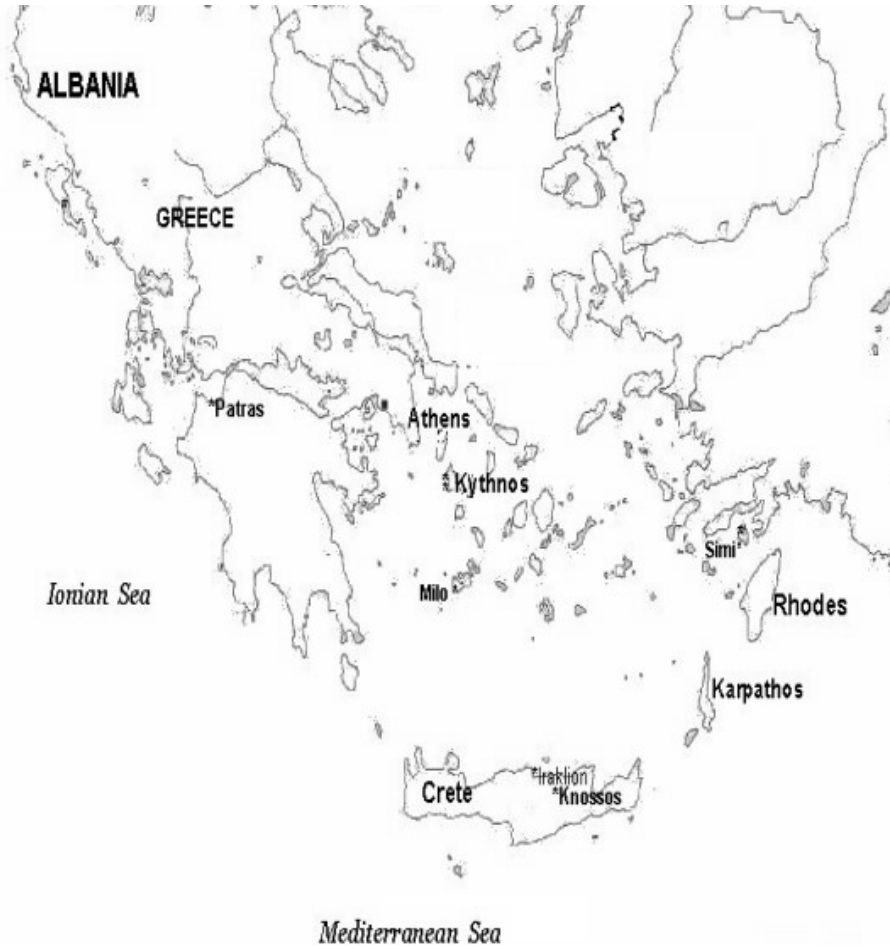 ALBANIA
GREECE
*Patras
Athens
*Kythnos
Simi
Ionian Sea
Milo
Rhodes
Karpathos
*Iraklion
Crete
*Knossos
Mediterranean Sea